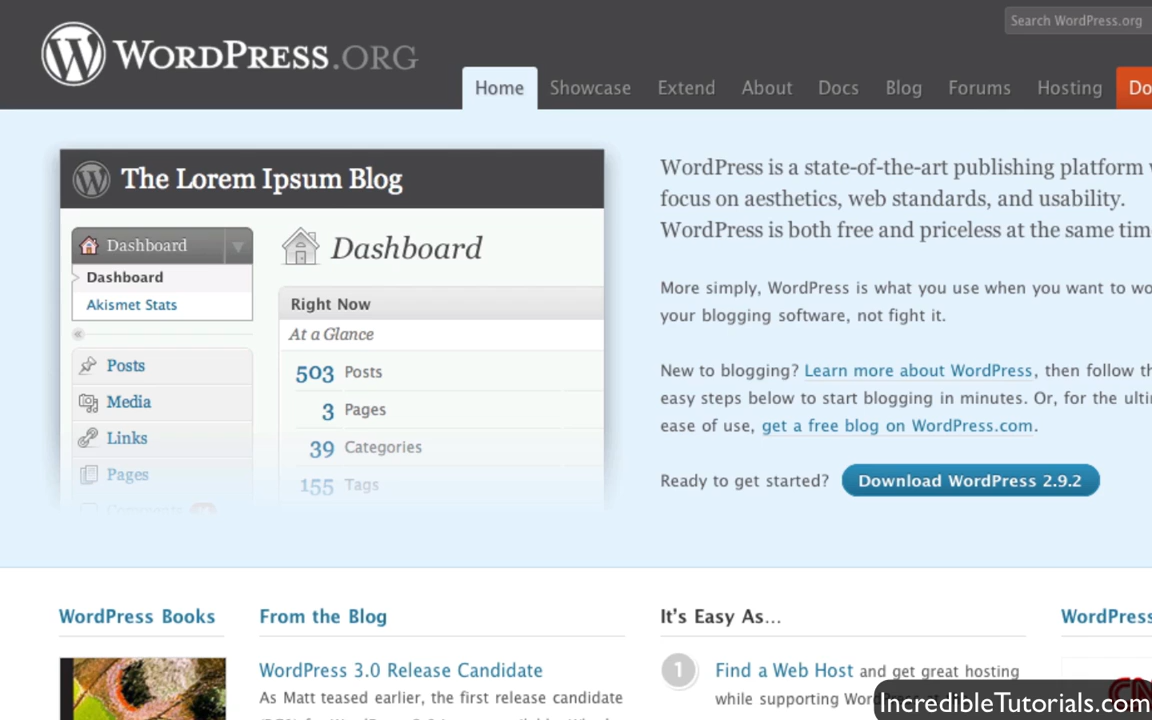 Search WordPress.org
WORDPRESS.ORG
Home Showcase Extend About Docs Blog Forums Hosting Do
The Lorem Ipsum Blog
Dashboard
Dashboard
Akismet Stats
Posts
Media
Links
Pages
Comments
Dashboard
Right Now
At a Glance
503 Posts
3 Pages
39 Categories
155 Tags
WordPress is a state-of-the-art publishing platform
focus on aesthetics, web standards, and usability.
WordPress is both free and priceless at the same tim
More simply, WordPress is what you use when you want to wo
your blogging software, not fight it.
New to blogging? Learn more about WordPress, then follow th
easy steps below to start blogging in minutes. Or, for the ulti
ease of use, get a free blog on WordPress.com.
Ready to get started? Download WordPress 2.9.2
WordPress Books
From the Blog
WordPress 3.0 Release Candidate
As Matt teased earlier, the first release candidate
It's Easy As...
1 Find a Web Host and get great hosting
while supporting
WordPress
IncredibleTutorials.com